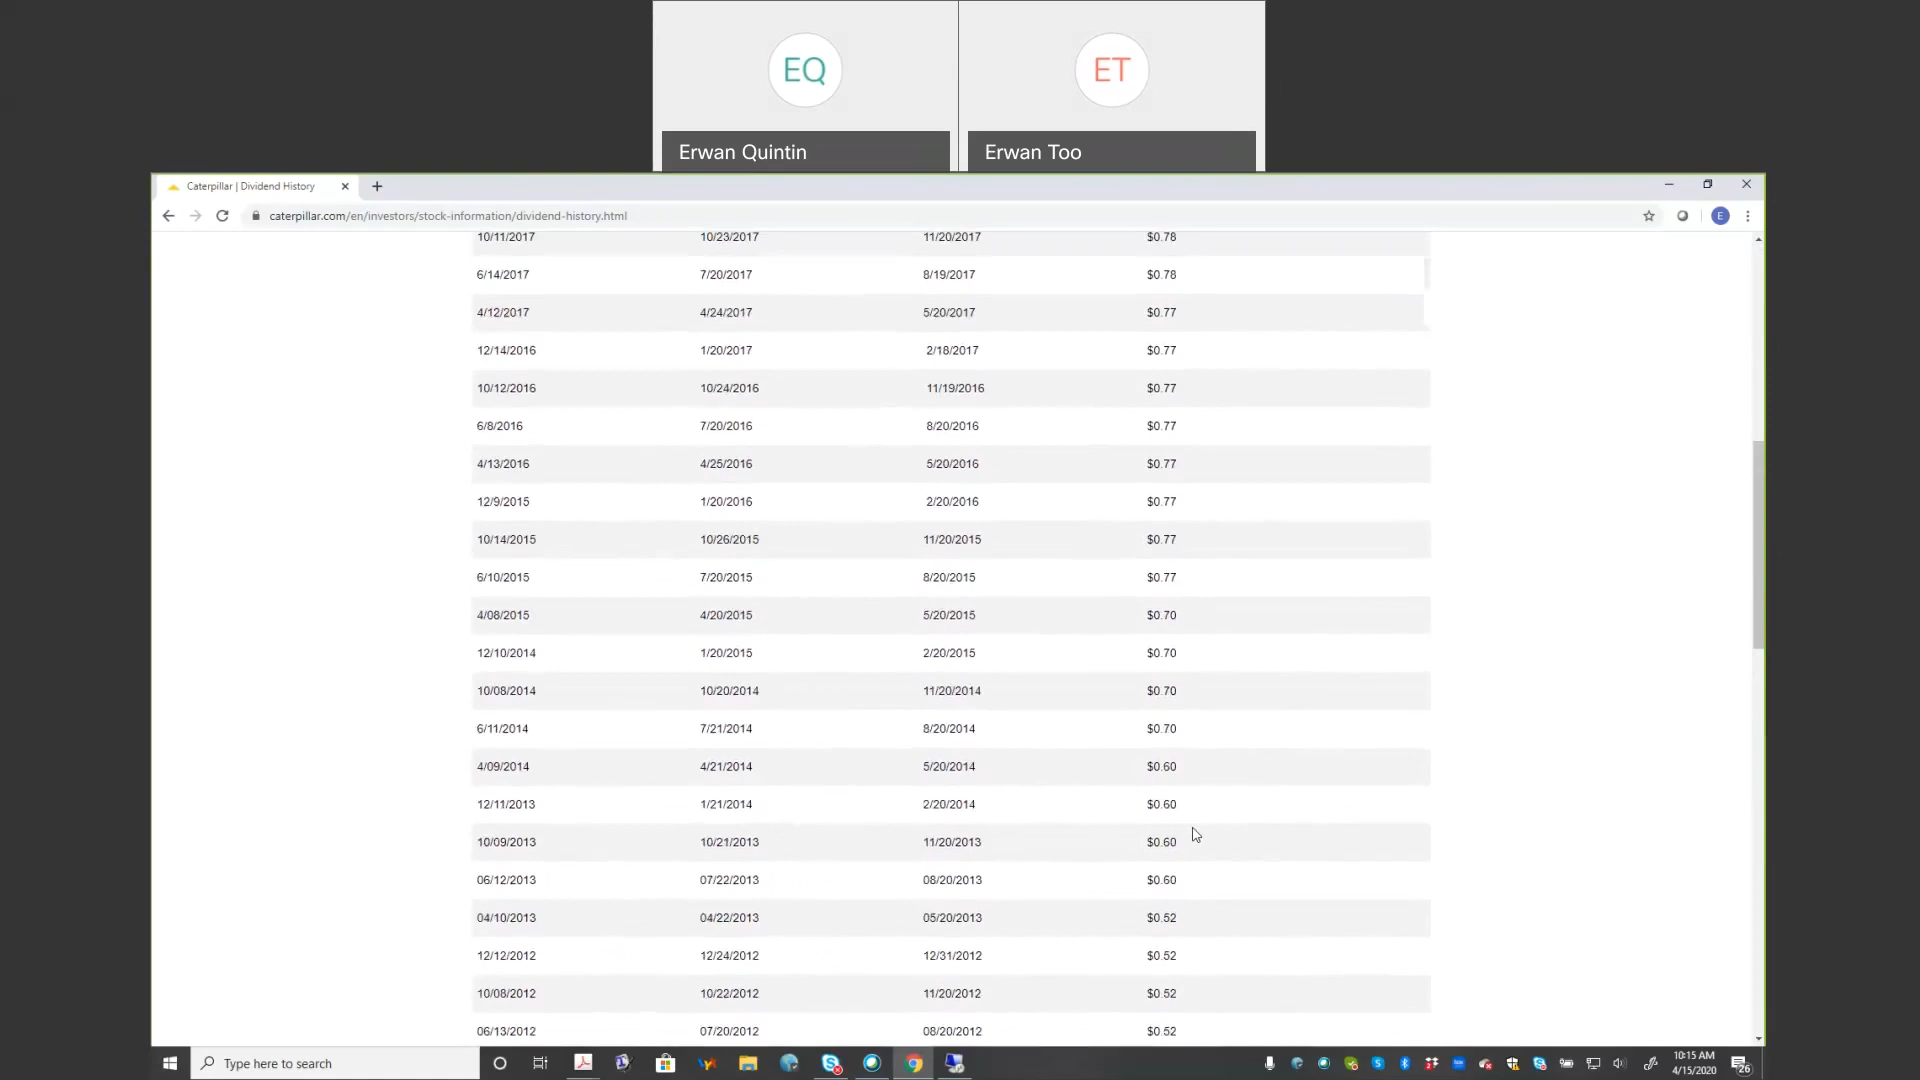 EQ ET
Erwan Quintin Erwan Too
Caterpillar | Dividend History
caterpillar.com/en/investors/stock-information/dividend-history.html E
10/11/2017 10/23/2017 11/20/2017 $0.78
6/14/2017 7/20/2017 8/19/2017 $0.78
4/12/2017 4/24/2017 5/20/2017 $0.77
12/14/2016 1/20/2017 2/18/2017 $0.77
10/12/2016 10/24/2016 11/19/2016 $0.77
6/8/2016 7/20/2016 8/20/2016 $0.77
4/13/2016 4/25/2016 5/20/2016 $0.77
12/9/2015 1/20/2016 2/20/2016 $0.77
10/14/2015 10/26/2015 11/20/2015 $0.77
6/10/2015 7/20/2015 8/20/2015 $0.77
4/08/2015 4/20/2015 5/20/2015 $0.70
12/10/2014 1/20/2015 2/20/2015 $0.70
10/08/2014 10/20/2014 11/20/2014 $0.70
6/11/2014 7/21/2014 8/20/2014 $0.70
4/09/2014 4/21/2014 5/20/2014 $0.60
12/11/2013 1/21/2014 2/20/2014 $0.60
10/09/2013 10/21/2013 11/20/2013 $0.60
06/12/2013 07/22/2013 08/20/2013 $0.60
04/10/2013 04/22/2013 05/20/2013 $0.52
12/12/2012 12/24/2012 12/31/2012 $0.52
10/08/2012 10/22/2012 11/20/2012 $0.52
06/13/2012 07/20/2012 08/20/2012 $0.52
Type here to search
10:15 AM
4/15/2020
26